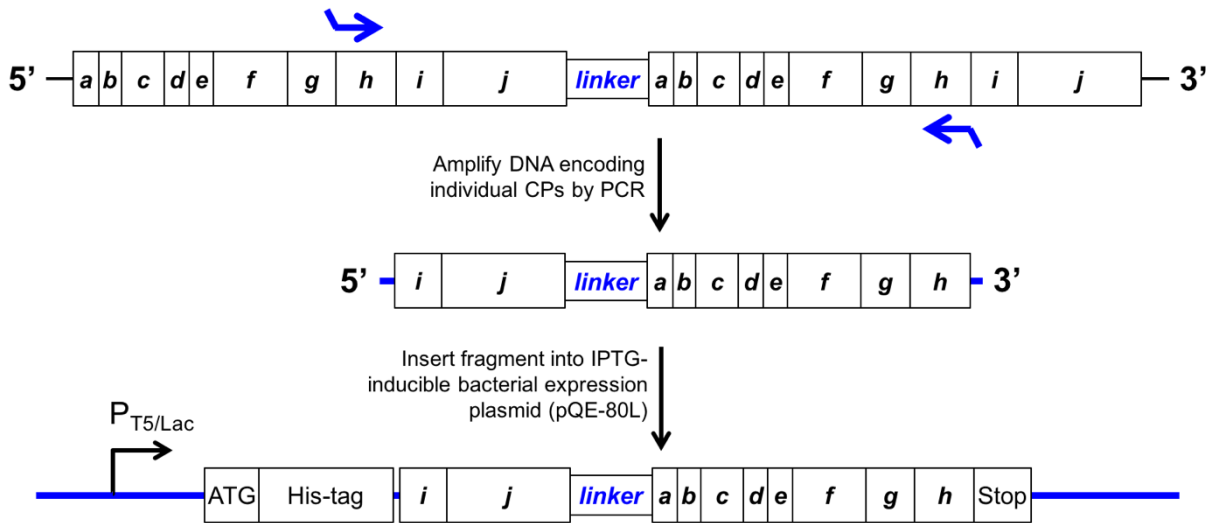 5’ a b c d e f g h i j linker a b c d e f g h i j 3’
Amplify DNA encoding
individual CPs by PCR
5’ i j linker a b c d e f g h 3’
Insert fragment into IPTG-
inducible bacterial expression
plasmid (pQE-80L)
PT5/Lac
ATG His-tag i j linker a b c d e f g h Stop